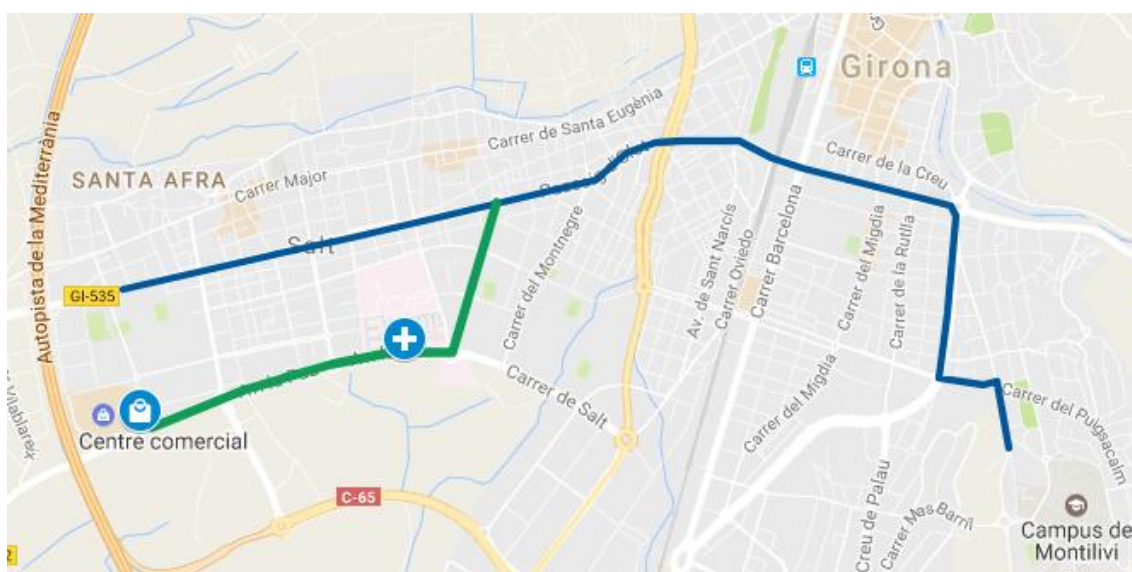 Girona
Carrer de Santa Eugènia
Autopista de la Mediterrània
SANTA AFRA
Carrer Major
Carrer de la Creu
Salt
GI-535
Carrer del Montnegre
Av. de Sant Narcís
Carrer Oviedo
Carrer Barcelona
Carrer del Migdia
Carrer de la Rutlla
Carrer de Salt
Carrer del Migdia
Carrer del Puigsacalm
Vilablareix
Centre comercial
C-65
Creu de Palau
Carrer Mas Barril
Campus de
Montilivi
2